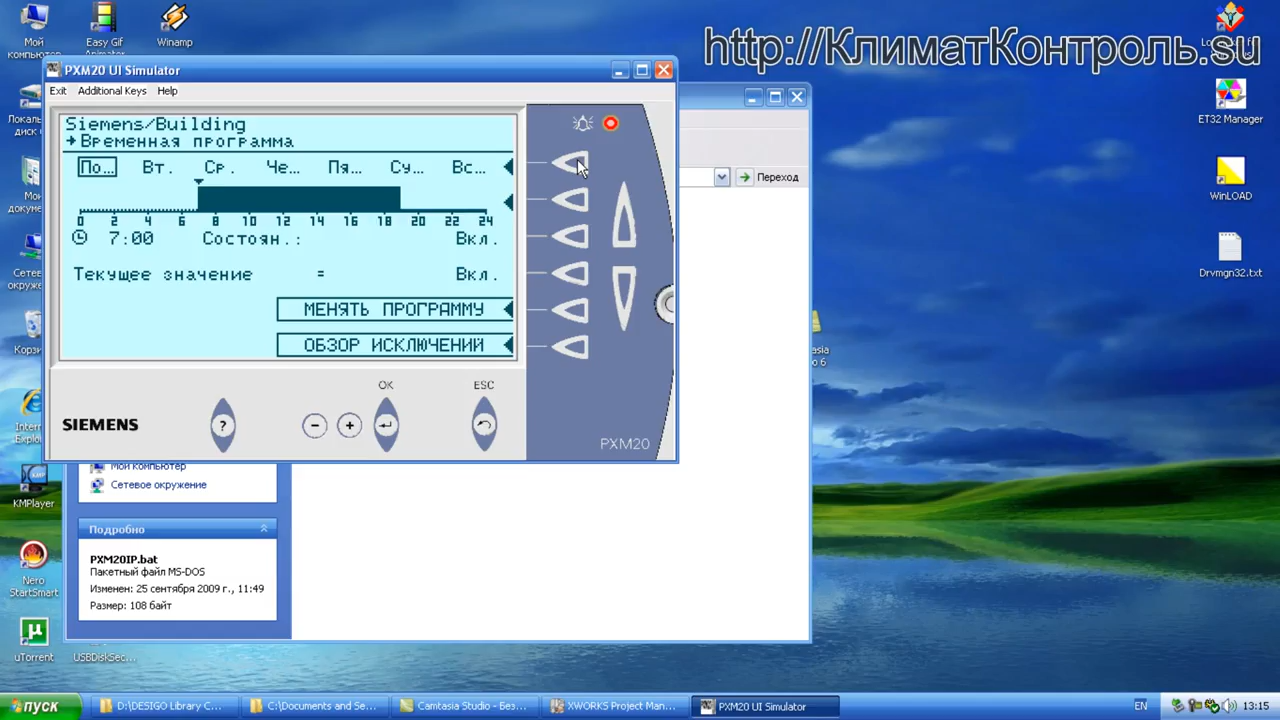 http://КлиматКонтроль.su
Мой
компьютер
Easy Gif
Animator
Winamp
ET32 Manager
WinLOAD
Drvmgn32.txt
PXM20 UI Simulator
Exit Additional Keys Help
Siemens/Building
Временная программа
По... Вт. Ср. Че... Пя... Су... Вс...
0 2 4 6 8 10 12 14 16 18 20 22 24
7:00 Состоян.: Вкл.
Текущее значение = Вкл.
МЕНЯТЬ ПРОГРАММУ
ОБЗОР ИСКЛЮЧЕНИЙ
OK ESC
SIEMENS
?
- +
PXM20
Переход
KMPlayer
Nero
StartSmart
uTorrent
USBDiskSec...
Мой компьютер
Сетевое окружение
Подробно
PXM20IP.bat
Пакетный файл MS-DOS
Изменен: 25 сентября 2009 г., 11:49
Размер: 108 байт
пуск
D:\DESIGO Library C...
C:\Documents and Se...
Camtasia Studio - Без...
XWORKS Project Man...
PXM20 UI Simulator
EN
13:15